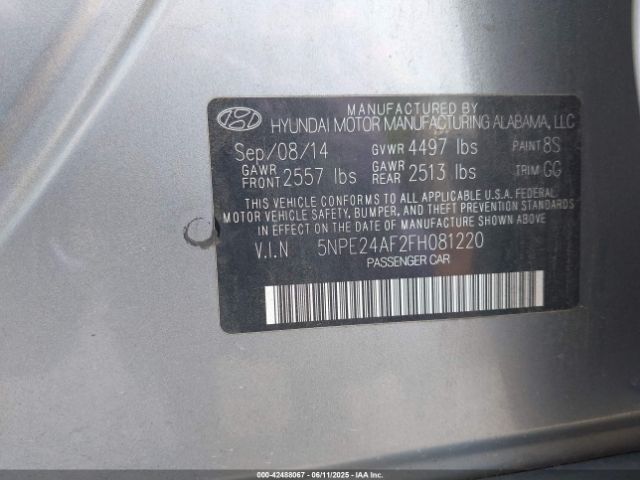 MANUFACTURED BY
HYUNDAI MOTOR MANUFACTURING ALABAMA, LLC
Sep/08/14 GVWR 4497 lbs PAINT 8S
GAWR FRONT 2557 lbs GAWR REAR 2513 lbs TRIM GG
THIS VEHICLE CONFORMS TO ALL APPLICABLE U.S.A. FEDERAL
MOTOR VEHICLE SAFETY, BUMPER, AND THEFT PREVENTION STANDARDS
IN EFFECT ON THE DATE OF MANUFACTURE SHOWN ABOVE.
V.I.N 5NPE24AF2FH081220
PASSENGER CAR
000-42488067 - 06/11/2025 - IAAI.COM